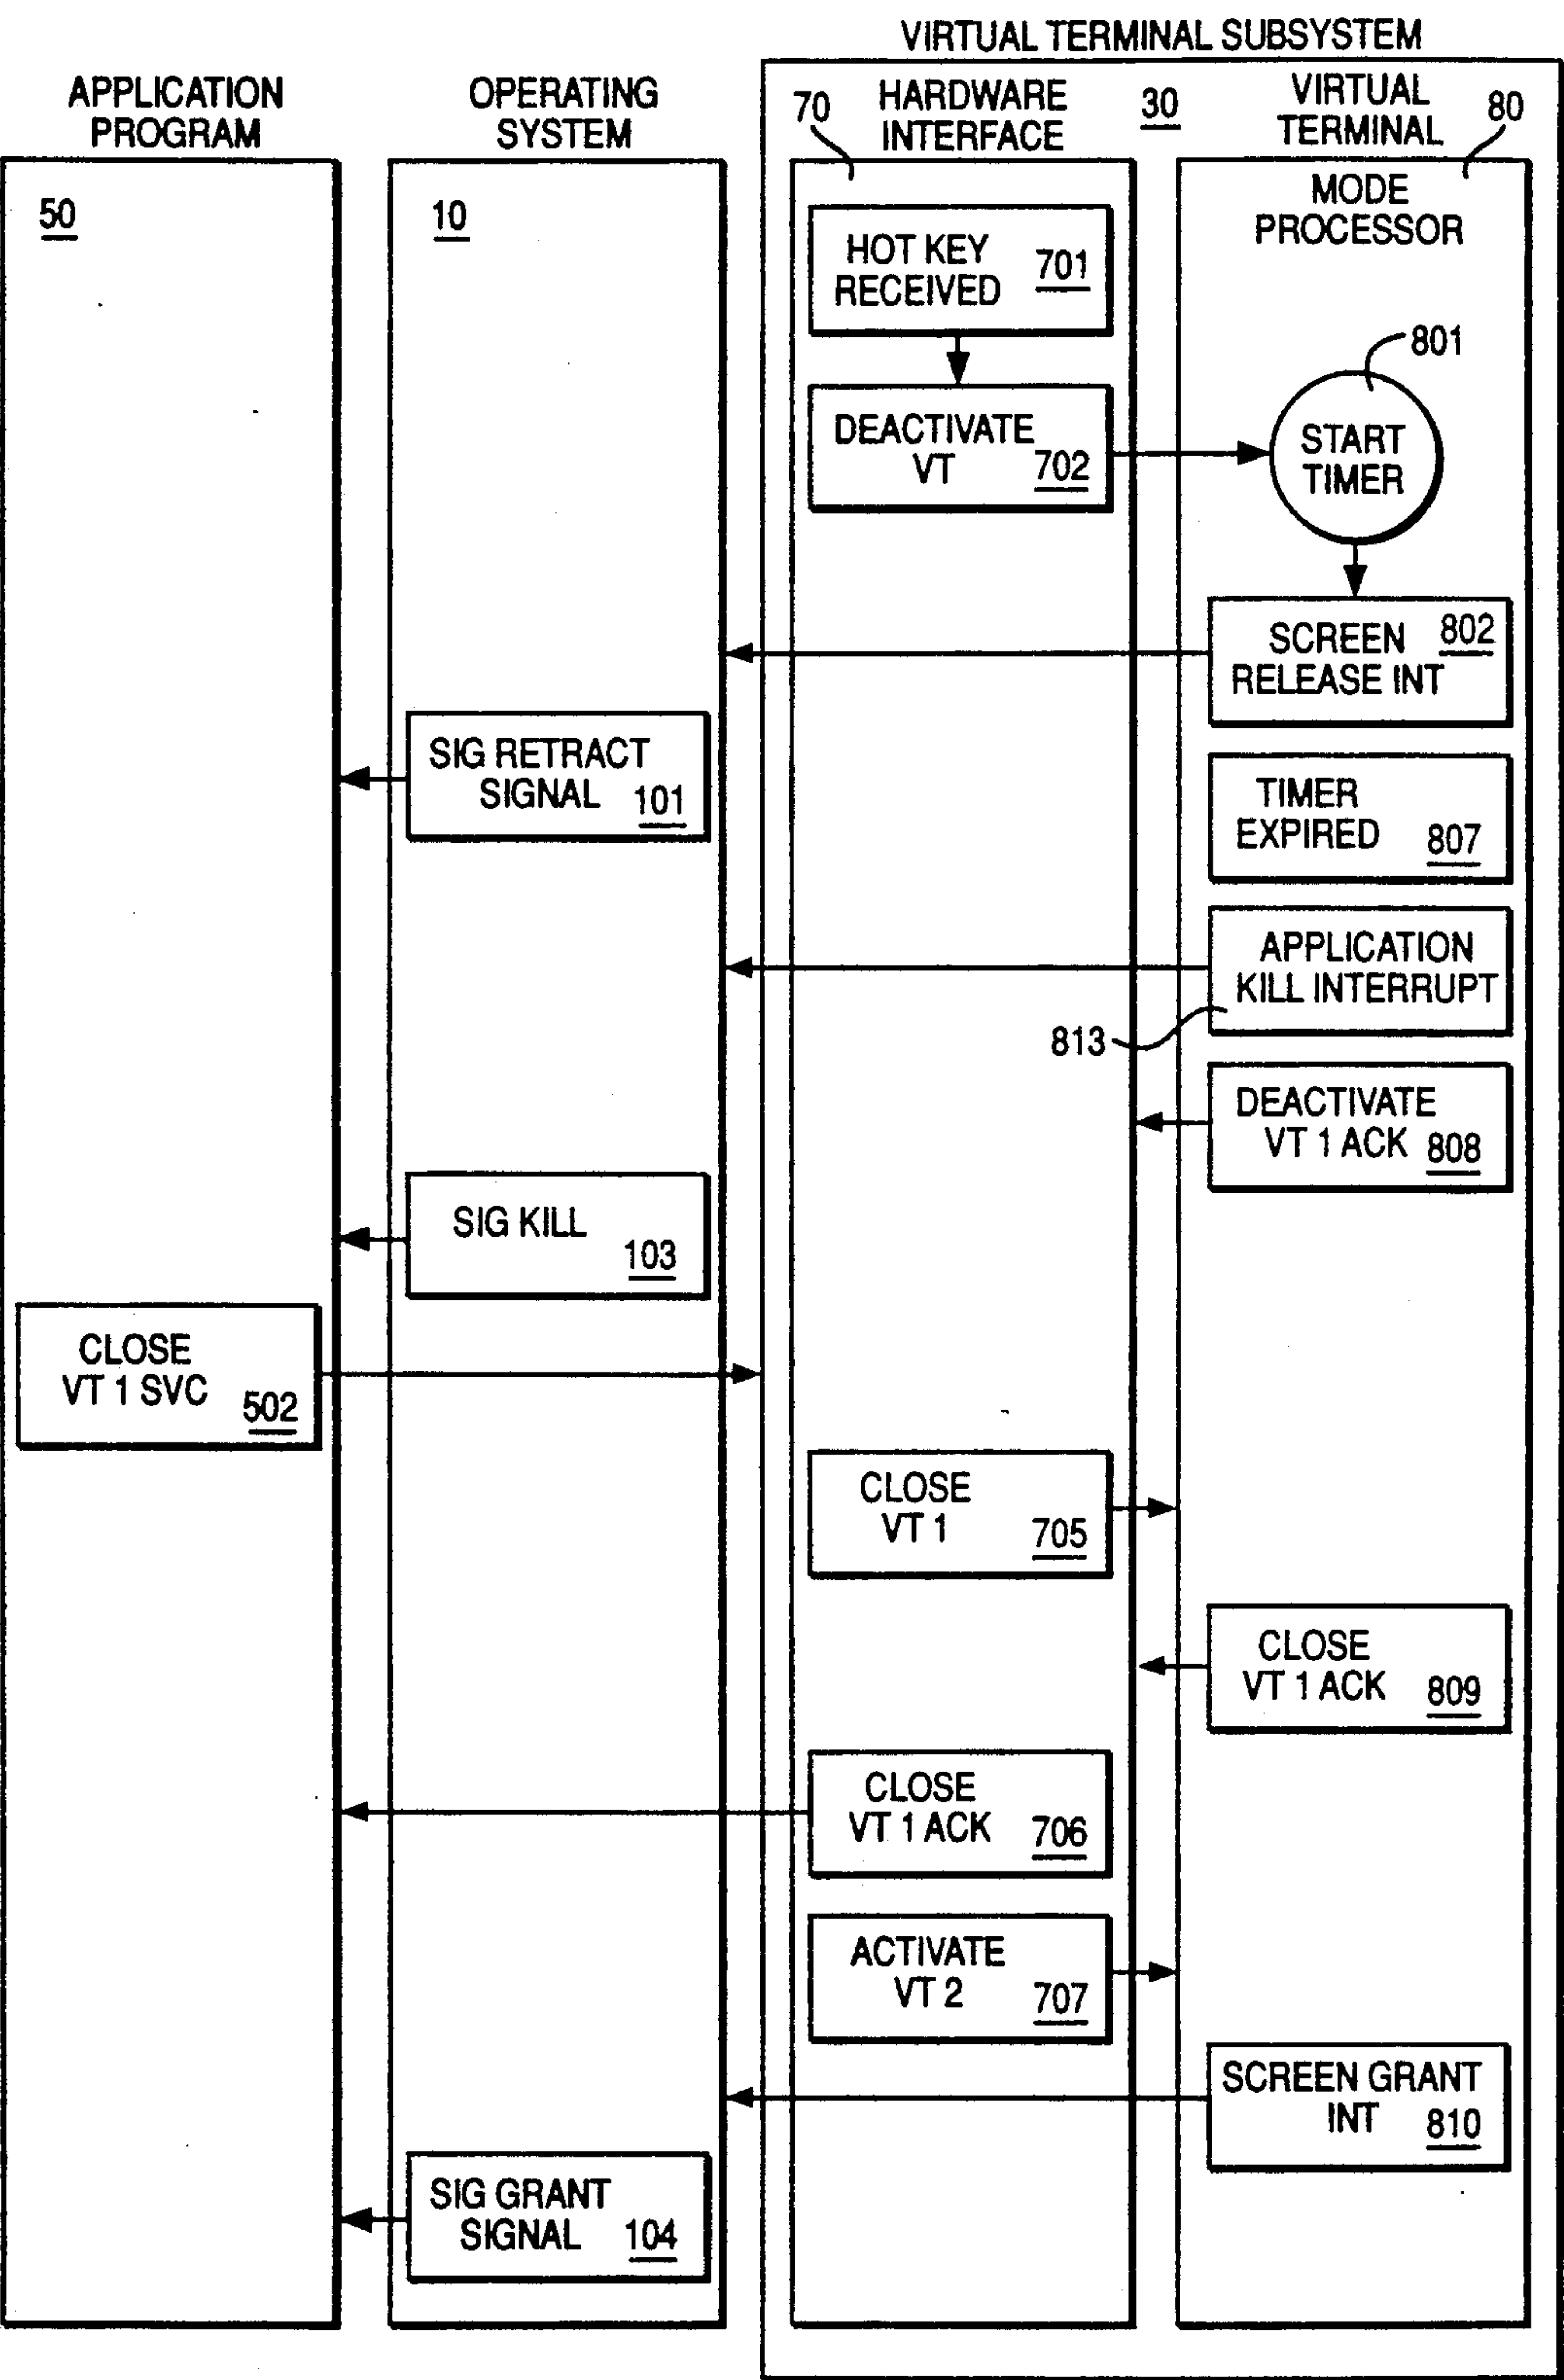 VIRTUAL TERMINAL SUBSYSTEM
APPLICATION
PROGRAM
OPERATING
SYSTEM
70
HARDWARE
INTERFACE
30
VIRTUAL
TERMINAL
80
50
10
MODE
PROCESSOR
HOT KEY
RECEIVED 701
801
DEACTIVATE
VT 702
START
TIMER
SCREEN 802
RELEASE INT
SIG RETRACT
SIGNAL 101
TIMER
EXPIRED 807
APPLICATION
KILL INTERRUPT
813
DEACTIVATE
VT 1 ACK 808
SIG KILL
103
CLOSE
VT 1 SVC
502
CLOSE
VT 1 705
CLOSE
VT 1 ACK 809
CLOSE
VT 1 ACK 706
ACTIVATE
VT 2 707
SCREEN GRANT
INT 810
SIG GRANT
SIGNAL 104